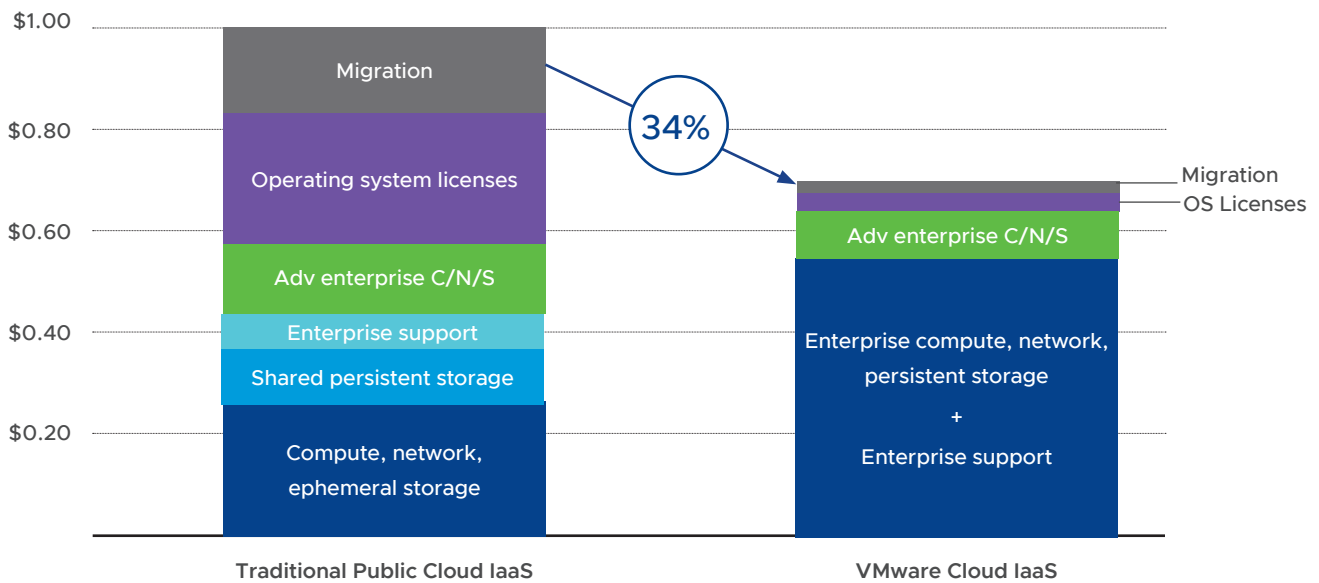 $1.00
$0.80
$0.60
$0.40
$0.20
Migration
Operating system licenses
Adv enterprise C/N/S
Enterprise support
Shared persistent storage
Compute, network,
ephemeral storage
34%
Migration
OS Licenses
Adv enterprise C/N/S
Enterprise compute, network,
persistent storage
+
Enterprise support
Traditional Public Cloud IaaS
VMware Cloud IaaS